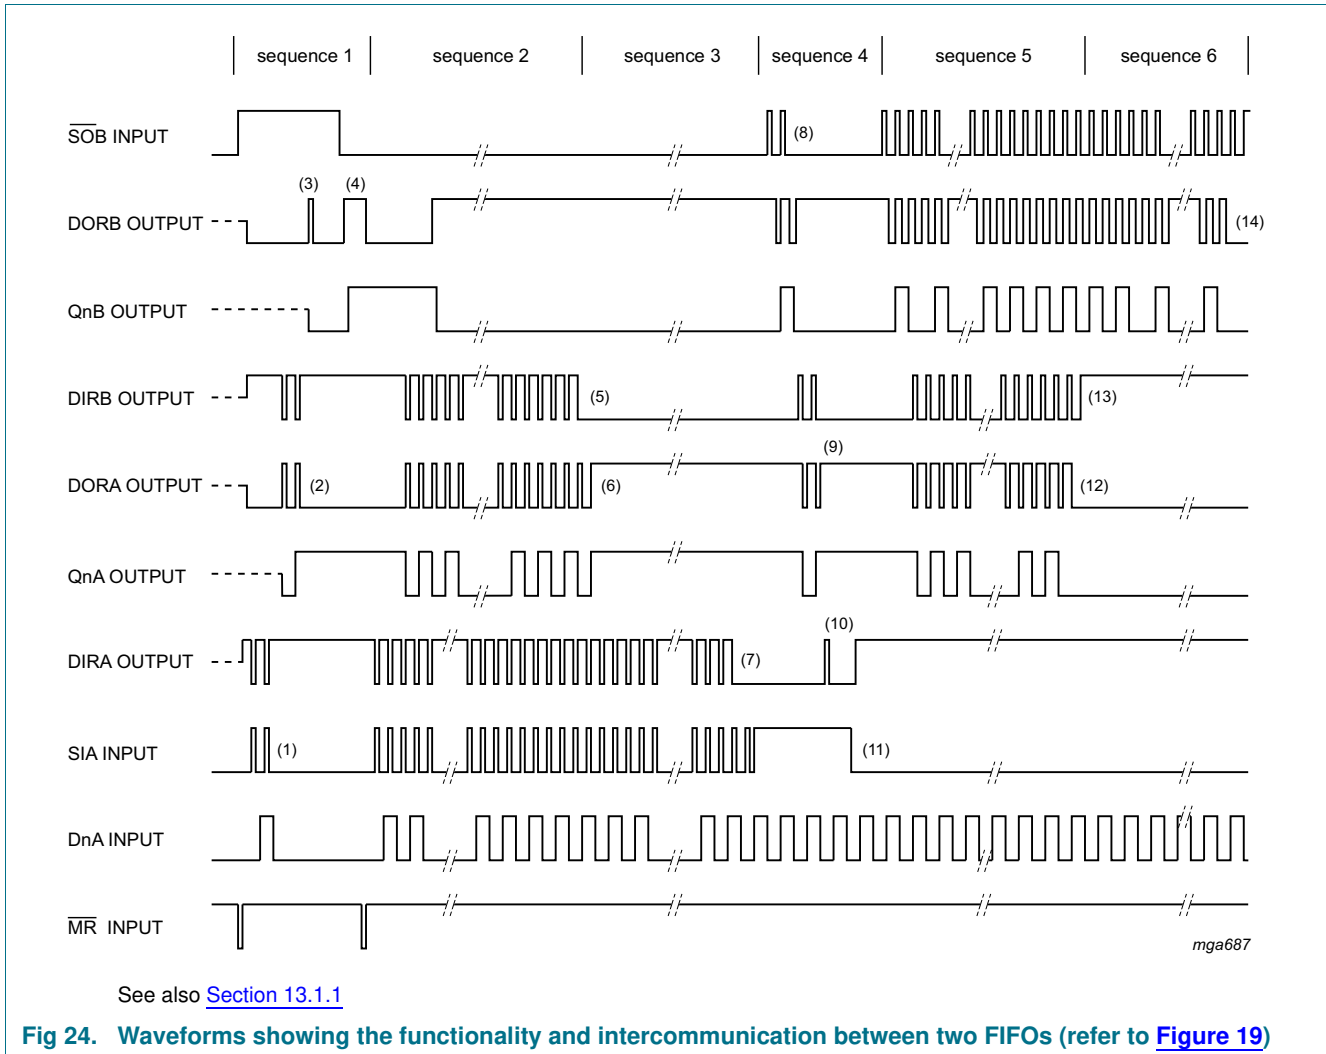 sequence 1 sequence 2 sequence 3 sequence 4 sequence 5 sequence 6
SOB INPUT
(8)
(3) (4)
DORB OUTPUT
(14)
QnB OUTPUT
DIRB OUTPUT
(5)
(13)
(9)
DORA OUTPUT
(2)
(6)
(12)
QnA OUTPUT
(10)
DIRA OUTPUT
(7)
SIA INPUT
(1)
(11)
DnA INPUT
MR INPUT
mga687
See also Section 13.1.1
Fig 24. Waveforms showing the functionality and intercommunication between two FIFOs (refer to Figure 19)